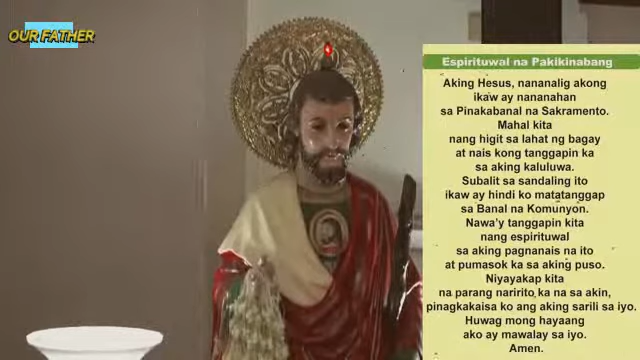 OUR FATHER
Espirituwal na Pakikinabang
Aking Hesus, nananalig akong
ikaw ay nananahan
sa Pinakabanal na Sakramento.
Mahal kita
nang higit sa lahat ng bagay
at nais kong tanggapin ka
sa aking kaluluwa.
Subalit sa sandaling ito
ikaw ay hindi ko matatanggap
sa Banal na Komunyon.
Nawa'y tanggapin kita
nang espirituwal
sa aking pagnanais na ito
at pumasok ka sa aking puso.
Niyayakap kita
na parang naririto ka na sa akin,
pinagkakaisa ko ang aking sarili sa iyo.
Huwag mong hayaang
ako ay mawalay sa iyo.
Amen.